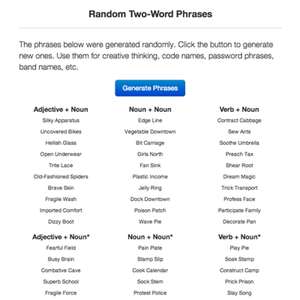 Random Two-Word Phrases
The phrases below were generated randomly. Click the button to generate
new ones. Use them for creative thinking, code names, password phrases,
band names, etc.
Generate Phrases
Adjective + Noun Noun + Noun Verb + Noun
Silky Apparatus Edge Line Contract Cabbage
Uncovered Bikes Vegetable Downtown Sew Ants
Hellish Glass Bit Carriage Soothe Umbrella
Open Underwear Girls North Preach Tax
Trite Lace Fan Sink Shear Root
Old-Fashioned Spiders Plastic Income Dream Magic
Brave Skin Jelly Ring Trick Transport
Fragile Wash Dock Downtown Profess Face
Imported Comfort Poison Patch Participate Family
Dizzy Boot Wave Pie Decorate Pan
Adjective + Noun* Noun + Noun* Verb + Noun*
Fearful Field Pain Plate Play Pie
Busy Brain Stamp Slip Soak Stamp
Combative Cave Cook Calendar Construct Camp
Superb School Sock Stem Prick Prison
Fragile Force Protest Police Slay Song